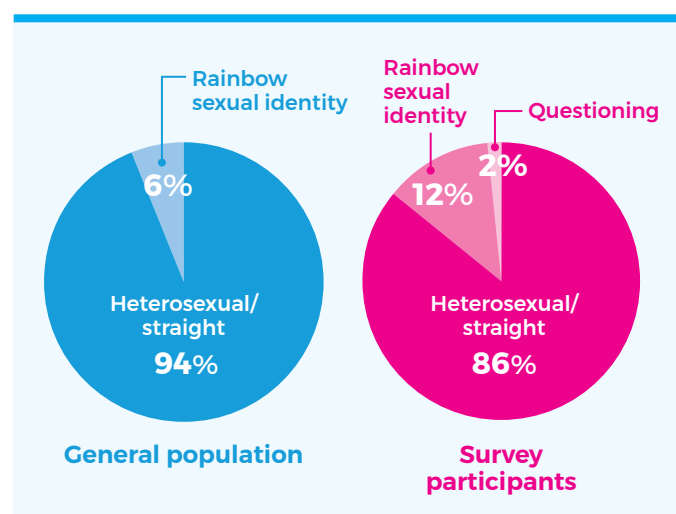 Rainbow
sexual identity
6%
Heterosexual/
straight
94%
General population
Rainbow
sexual
identity
Questioning
2%
12%
Heterosexual/
straight
86%
Survey
participants